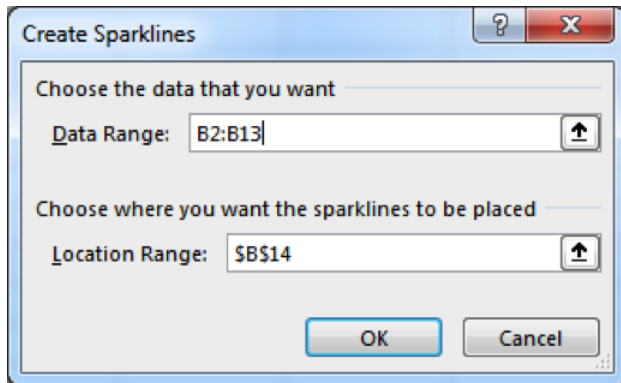 Create Sparklines
?
Choose the data that you want
Data Range: B2:B13
Choose where you want the sparklines to be placed
Location Range: $B$14
OK Cancel